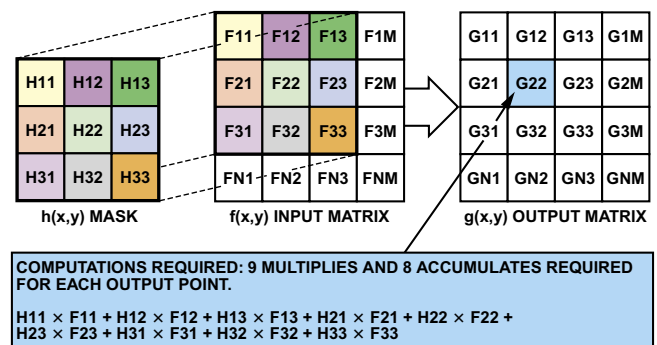 F11 F12 F13 F1M
G11 G12 G13 G1M
H11 H12 H13
F21 F22 F23 F2M
G21 G22 G23 G2M
H21 H22 H23
F31 F32 F33 F3M
G31 G32 G33 G3M
H31 H32 H33
FN1 FN2 FN3 FNM
GN1 GN2 GN3 GNM
h(x,y) MASK
f(x,y) INPUT MATRIX
g(x,y) OUTPUT MATRIX
COMPUTATIONS REQUIRED: 9 MULTIPLIES AND 8 ACCUMULATES REQUIRED
FOR EACH OUTPUT POINT.
H11 × F11 + H12 × F12 + H13 × F13 + H21 × F21 + H22 × F22 +
H23 × F23 + H31 × F31 + H32 × F32 + H33 × F33